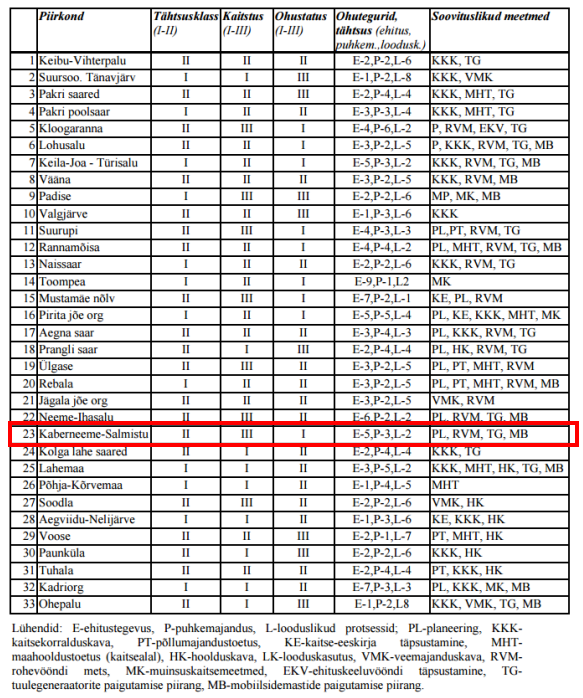 Piirkond Tähtsusklass (I-II) Kaitstus (I-III) Ohustatus (I-III) Ohutegurid, tähtsus (ehitus, puhkem.,loodusk.) Soovituslikud meetmed
1 Keibu-Vihterpalu II II II E-2,P-2,L-6 KKK, TG
2 Suursoo. Tänavjärv I I III E-1,P-2,L-8 KKK, VMK
3 Pakri saared II II III E-2,P-4,L-4 KKK, MHT, TG
4 Pakri poolsaar I II II E-3,P-3,L-4 KKK, MHT, TG
5 Kloogaranna II III I E-4,P-6,L-2 P, RVM, EKV, TG
6 Lohusalu II II II E-3,P-2,L-5 P, KKK, RVM, TG, MB
7 Keila-Joa - Türisalu I II I E-5,P-3,L-2 KKK, RVM, TG, MB
8 Vääna II II II E-3,P-2,L-5 KKK, RVM, MB
9 Padise I III III E-2,P-2,L-6 MP, MK, MB
10 Valgjärve II II III E-1,P-3,L-6 KKK
11 Suurupi II III I E-4,P-3,L-3 PL,PT, RVM, TG
12 Rannamõisa II II I E-4,P-4,L-2 PL, MHT, RVM, TG, MB
13 Naissaar I II II E-2,P-2,L-6 KKK, RVM, TG
14 Toompea I I I E-9,P-1,L2 MK
15 Mustamäe nõlv II III I E-7,P-2,L-1 KE, PL, RVM
16 Pirita jõe org I II I E-5,P-5,L-4 PL, KE, KKK, MHT, MK
17 Aegna saar II II II E-3,P-4,L-3 PL, KKK, RVM, TG
18 Prangli saar II I III E-2,P-4,L-4 PL, HK, RVM, TG
19 Ülgase II III II E-3,P-2,L-5 PL, PT, MHT, RVM
20 Rebala I II II E-3,P-2,L-5 PL, PT, MHT, RVM, MB
21 Jägala jõe org II II II E-3,P-2,L-5 VMK, RVM
22 Neeme-Ihasalu II III II E-6,P-2,L-2 PL, RVM, TG, MB
23 Kaberneeme-Salmistu II III I E-5,P-3,L-2 PL, RVM, TG, MB
24 Kolga lahe saared II I II E-2,P-4,L-4 KKK, TG
25 Lahemaa I I II E-3,P-5,L-2 KKK, MHT, HK, TG, MB
26 Põhja-Kõrvemaa I I II E-1,P-4,L-5 MHT
27 Soodla II III II E-2,P-2,L-6 VMK, HK
28 Aegviidu-Nelijärve I I II E-1,P-3,L-6 KE, KKK, HK
29 Voose II II III E-2,P-1,L-7 PT, MHT, HK
30 Paunküla II I III E-2,P-2,L-6 KKK, HK
31 Tuhala II I II E-2,P-4,L-4 PT, KKK, HK
32 Kadriorg I I II E-7,P-3,L-3 PL, KKK, MK, MB
33 Ohepalu II I III E-1,P-2,L8 KKK, VMK, TG, MB
Lühendid: E-ehitustegevus, P-puhkemajandus, L-looduslikud protsessid; PL-planeering, KKK-
kaitsekorralduskava, PT-põllumajandustoetus, KE-kaitse-eeskirja täpsustamine, MHT-
maahooldustoetus (kaitsealal), HK-hoolduskava, LK-looduskasutus, VMK-veemajanduskava, RVM-
rohevööndi mets, MK-muinsuskaitsemeetmed, EKV-ehituskeeluvööndi täpsustamine, TG-
tuulegeneraatorite paigutamise piirang, MB-mobiilsidemastide paigutamise piirang.